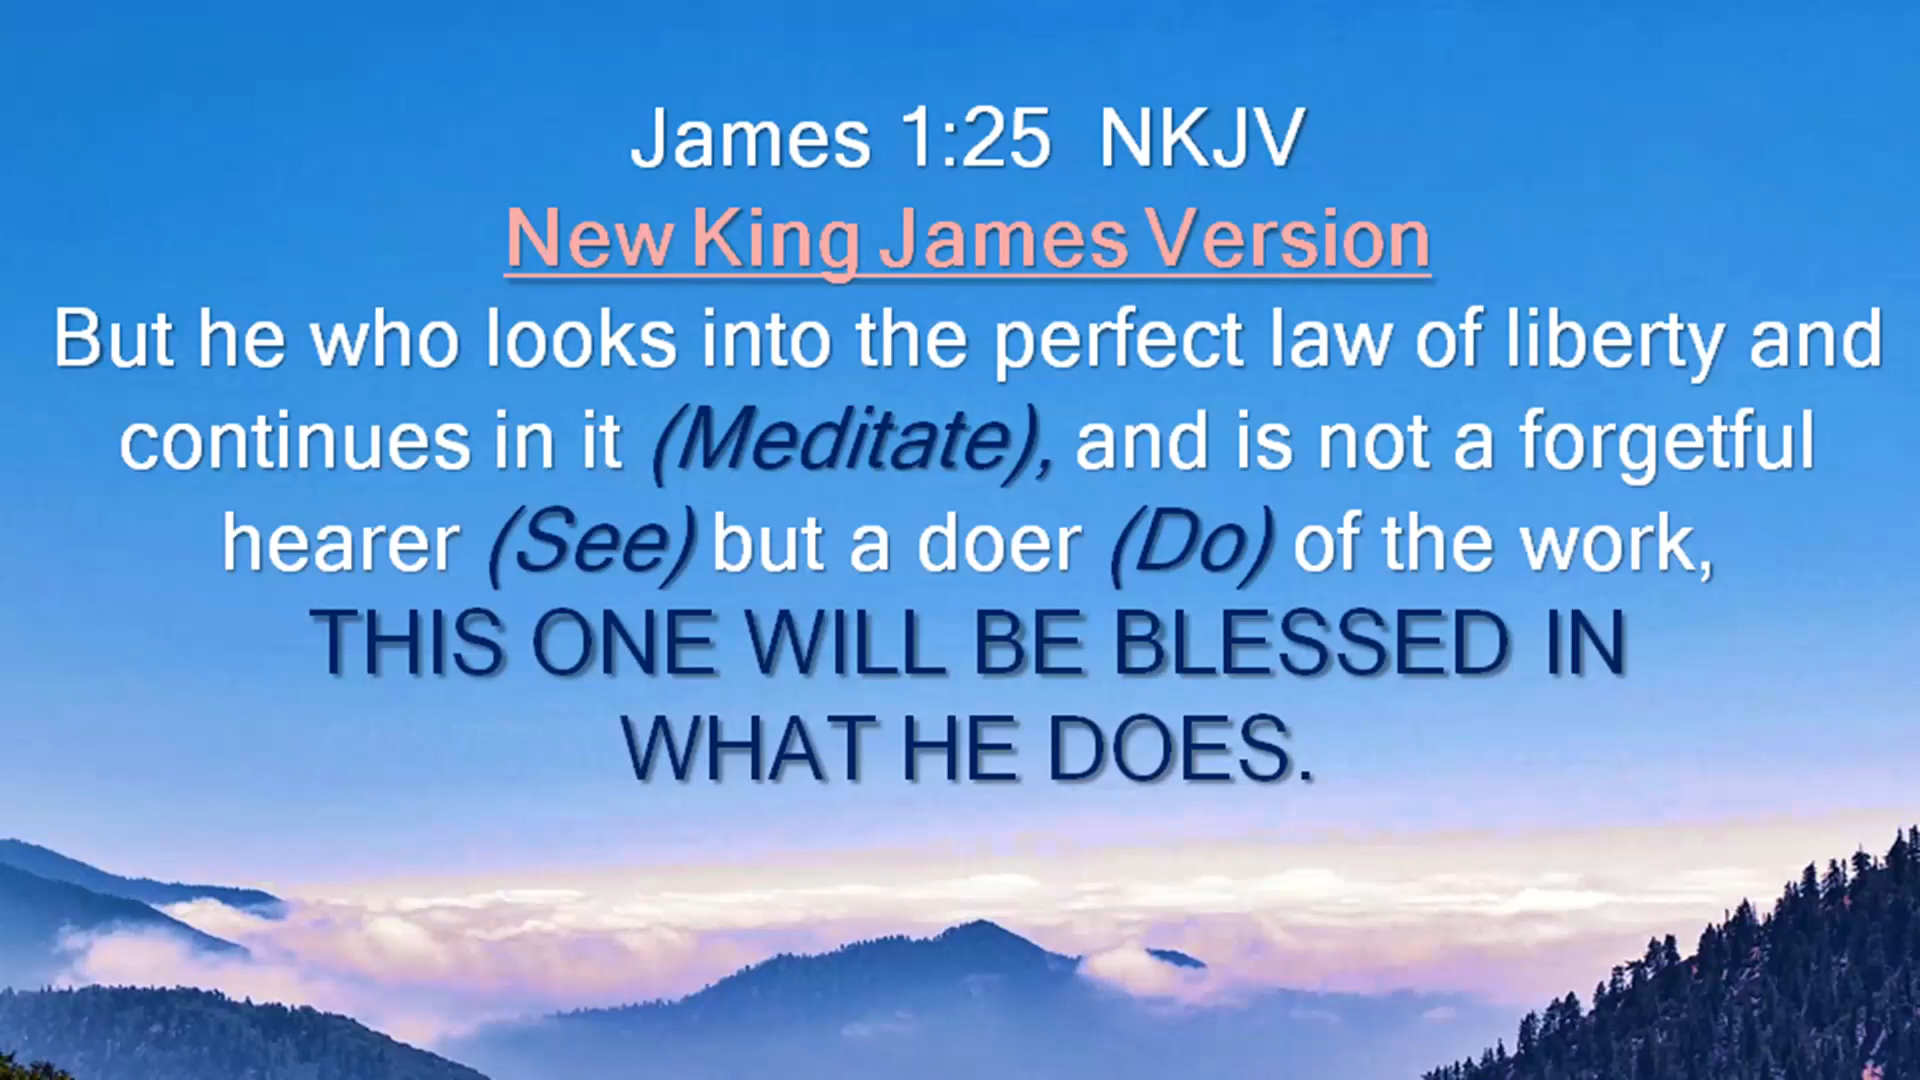 James 1:25 NKJV
New King James Version
But he who looks into the perfect law of liberty and
continues in it (Meditate), and is not a forgetful
hearer (See) but a doer (Do) of the work,
THIS ONE WILL BE BLESSED IN
WHAT HE DOES.